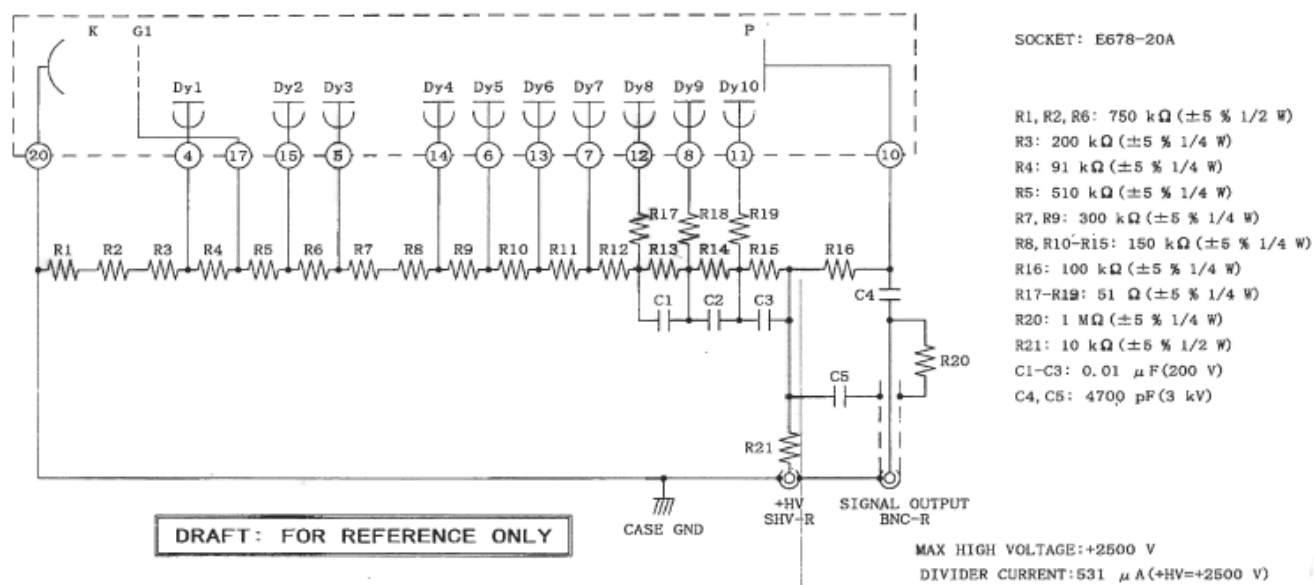 K G1 P
SOCKET: E678-20A
Dy1 Dy2 Dy3 Dy4 Dy5 Dy6 Dy7 Dy8 Dy9 Dy10
20 4 17 15 5 14 6 13 7 12 8 11 10
R17 R18 R19
R1 R2 R3 R4 R5 R6 R7 R8 R9 R10 R11 R12 R13 R14 R15 R16
C4
C1 C2 C3
R20
C5
R21
R1, R2, R6: 750 kΩ (±5 % 1/2 W)
R3: 200 kΩ (±5 % 1/4 W)
R4: 91 kΩ (±5 % 1/4 W)
R5: 510 kΩ (±5 % 1/4 W)
R7, R9: 300 kΩ (±5 % 1/4 W)
R8, R10-R15: 150 kΩ (±5 % 1/4 W)
R16: 100 kΩ (±5 % 1/4 W)
R17-R19: 51 Ω (±5 % 1/4 W)
R20: 1 MΩ (±5 % 1/4 W)
R21: 10 kΩ (±5 % 1/2 W)
C1-C3: 0.01 μF (200 V)
C4, C5: 4700 pF (3 kV)
CASE GND
+HV
SHV-R
SIGNAL OUTPUT
BNC-R
DRAFT: FOR REFERENCE ONLY
MAX HIGH VOLTAGE:+2500 V
DIVIDER CURRENT:531 μA (+HV=+2500 V)